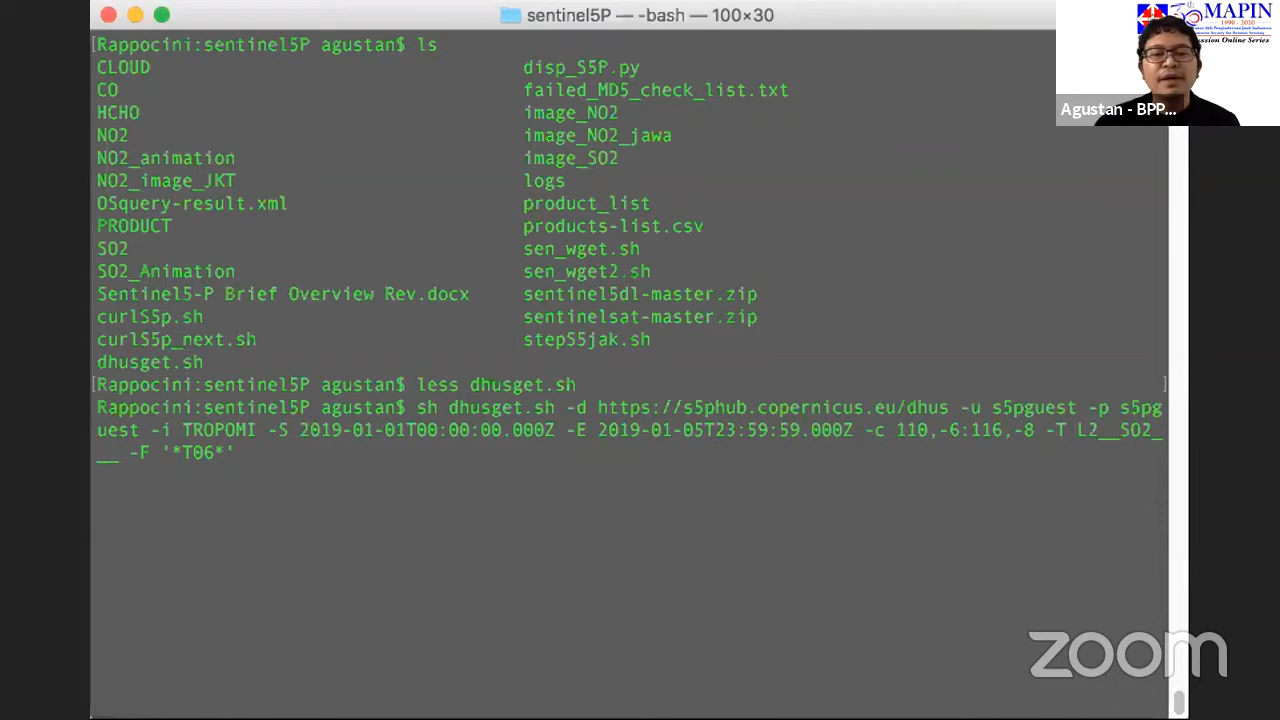 sentinel5P — -bash — 100×30
[Rappocini:sentinel5P agustan$ ls
CLOUD disp_S5P.py
CO failed_MD5_check_list.txt
HCHO image_NO2
NO2 image_NO2_jawa
NO2_animation image_SO2
NO2_image_JKT logs
OSquery-result.xml product_list
PRODUCT products-list.csv
SO2 sen_wget.sh
SO2_Animation sen_wget2.sh
Sentinel5-P Brief Overview Rev.docx sentinel5dl-master.zip
curlS5p.sh sentinelsat-master.zip
curlS5p_next.sh stepS5jak.sh
dhusget.sh
[Rappocini:sentinel5P agustan$ less dhusget.sh ]
Rappocini:sentinel5P agustan$ sh dhusget.sh -d https://s5phub.copernicus.eu/dhus -u s5pguest -p s5pg
uest -i TROPOMI -S 2019-01-01T00:00:00.000Z -E 2019-01-05T23:59:59.000Z -c 110,-6:116,-8 -T L2__SO2_
__ -F '*T06*'
MAPIN
1990 - 2020
Agustan - BPP...
zoom